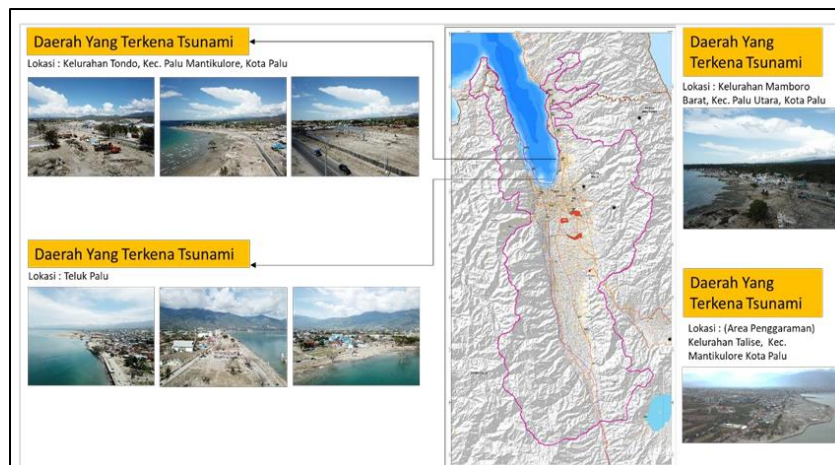 Daerah Yang Terkena Tsunami
Lokasi : Kelurahan Tondo, Kec. Palu Mantikulore, Kota Palu
Daerah Yang Terkena Tsunami
Lokasi : Teluk Palu
Daerah Yang
Terkena Tsunami
Lokasi : Kelurahan Mamboro
Barat, Kec. Palu Utara, Kota Palu
Daerah Yang
Terkena Tsunami
Lokasi : (Area Penggaraman)
Kelurahan Talise, Kec.
Mantikulore Kota Palu